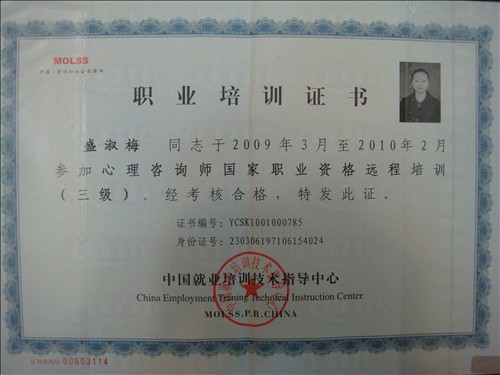 MOLSS
职业培训证书
盛淑梅 同志于2009年3月至2010年2月
参加心理咨询师国家职业资格远程培训
(三级)。经考核合格,特发此证。
证书编号:YCSK1001000785
身份证号:230306197106154024
中国就业培训技术指导中心
China Employment Training Technical Instruction Center
MOLSS.P.R.CHINA
00603114